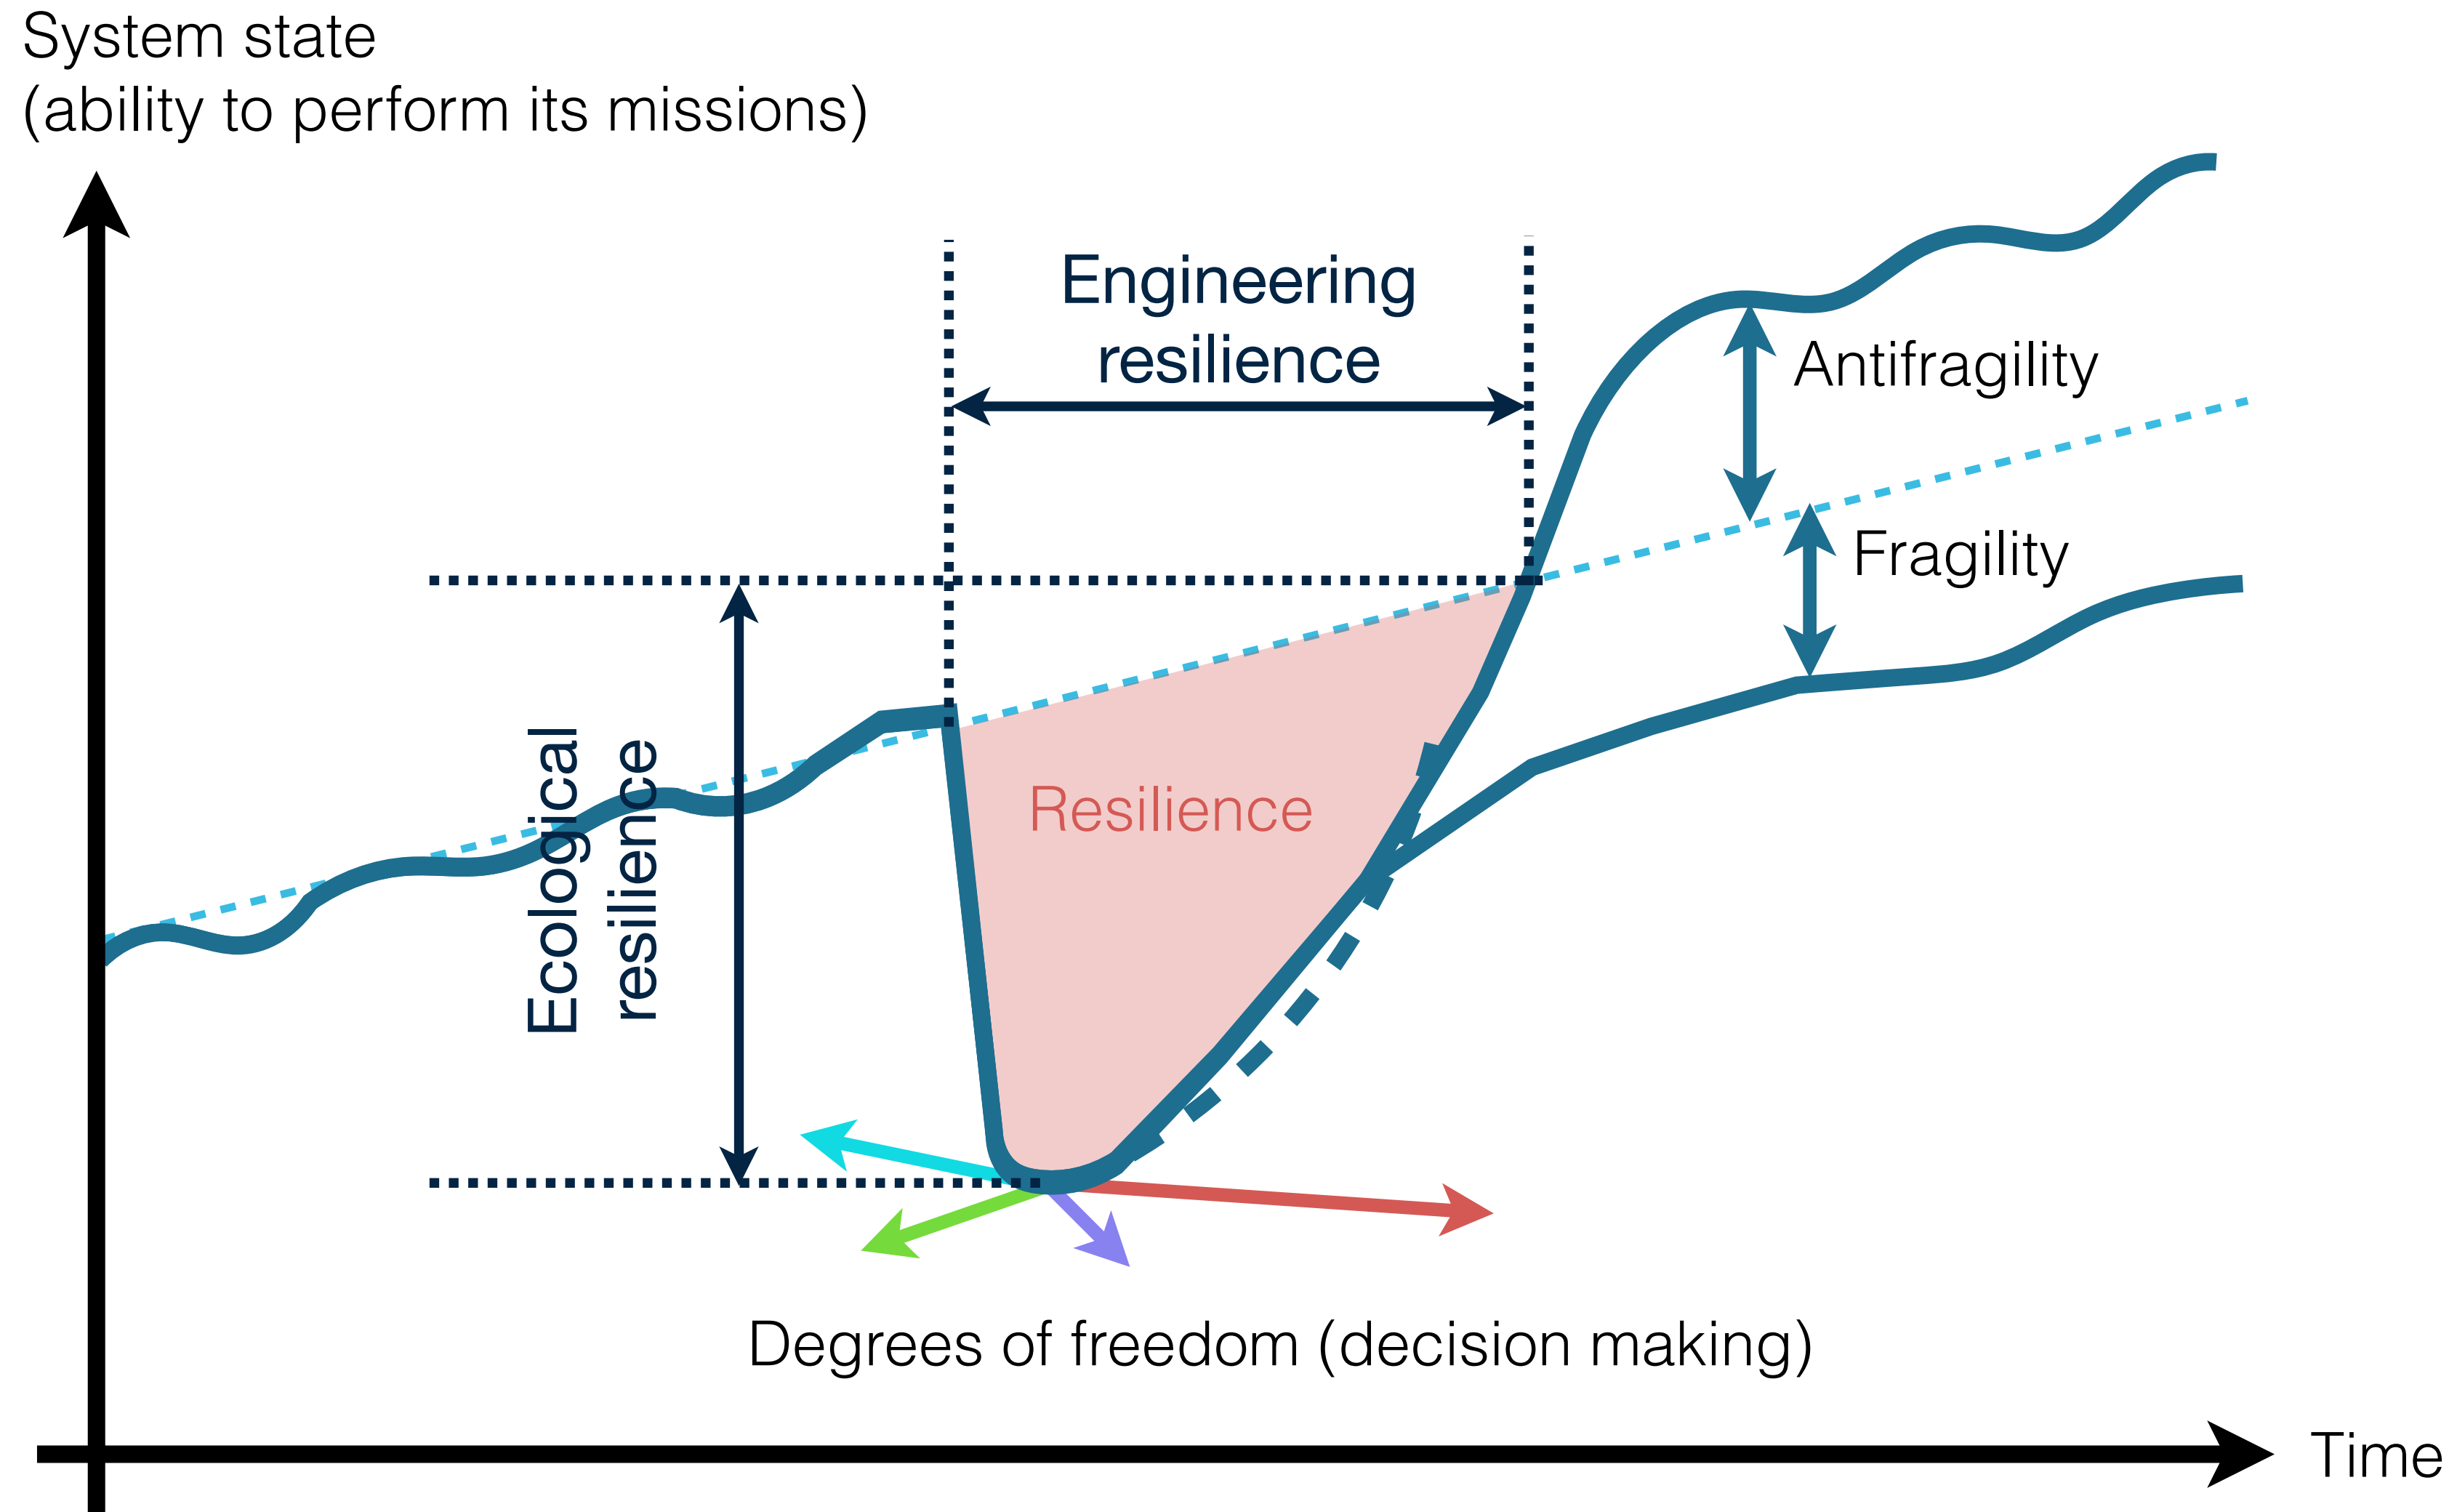 System state
(ability to perform its missions)
Engineering
resilience
Antifragility
Fragility
Ecological
resilience
Resilience
Degrees of freedom (decision making)
Time